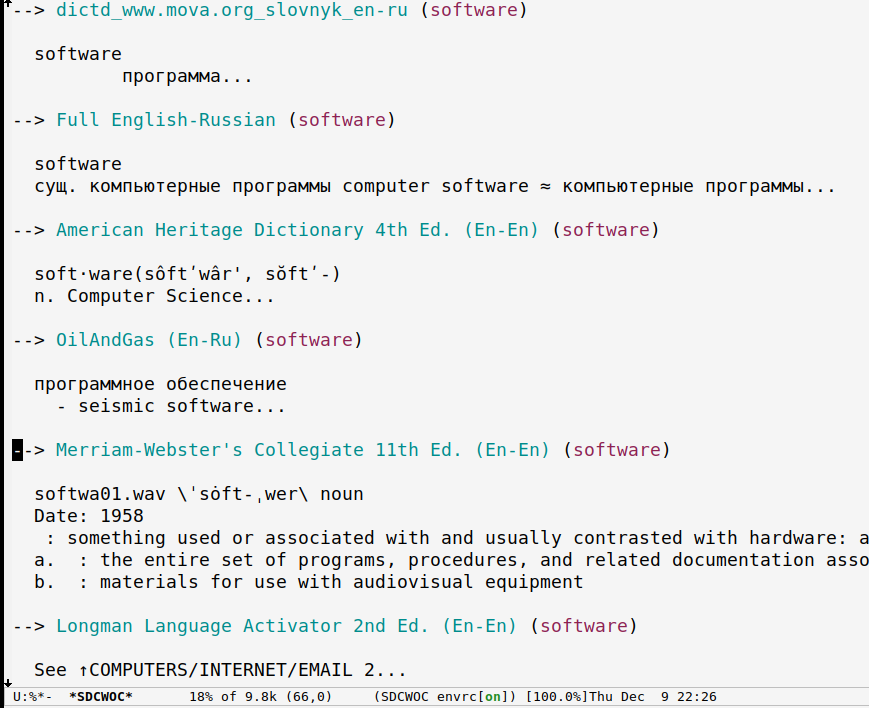 --> dictd_www.mova.org_slovnyk_en-ru (software)
software
программа...
--> Full English-Russian (software)
software
сущ. компьютерные программы computer software ≈ компьютерные программы...
--> American Heritage Dictionary 4th Ed. (En-En) (software)
soft·ware(sôftʹwâr', sŏftʹ-)
n. Computer Science...
--> OilAndGas (En-Ru) (software)
программное обеспечение
- seismic software...
--> Merriam-Webster's Collegiate 11th Ed. (En-En) (software)
softwa01.wav \ˈsȯft-ˌwer\ noun
Date: 1958
: something used or associated with and usually contrasted with hardware: a
a.  : the entire set of programs, procedures, and related documentation asso
b.  : materials for use with audiovisual equipment
--> Longman Language Activator 2nd Ed. (En-En) (software)
See ↑COMPUTERS/INTERNET/EMAIL 2...
U:%*-  *SDCWOC*       18% of 9.8k (66,0)     (SDCWOC envrc[on]) [100.0%]Thu Dec  9 22:26